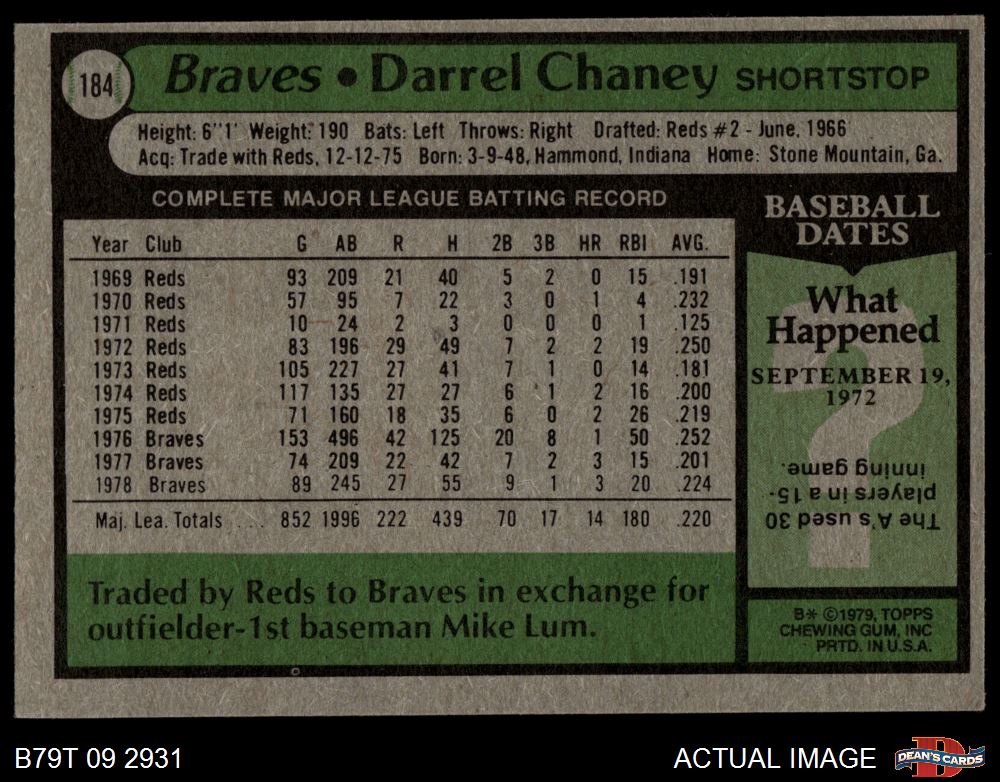 184
Braves • Darrel Chaney SHORTSTOP
Height: 6''1' Weight: 190 Bats: Left Throws: Right Drafted: Reds #2 - June, 1966
Acq: Trade with Reds, 12-12-75 Born: 3-9-48, Hammond, Indiana Home: Stone Mountain, Ga.
COMPLETE MAJOR LEAGUE BATTING RECORD
Year Club G AB R H 2B 3B HR RBI AVG.
1969 Reds 93 209 21 40 5 2 0 15 .191
1970 Reds 57 95 7 22 3 0 1 4 .232
1971 Reds 10 24 2 3 0 0 0 1 .125
1972 Reds 83 196 29 49 7 2 2 19 .250
1973 Reds 105 227 27 41 7 1 0 14 .181
1974 Reds 117 135 27 27 6 1 2 16 .200
1975 Reds 71 160 18 35 6 0 2 26 .219
1976 Braves 153 496 42 125 20 8 1 50 .252
1977 Braves 74 209 22 42 7 2 3 15 .201
1978 Braves 89 245 27 55 9 1 3 20 .224
Maj. Lea. Totals ... 852 1996 222 439 70 17 14 180 .220
Traded by Reds to Braves in exchange for
outfielder-1st baseman Mike Lum.
BASEBALL
DATES
What
Happened
SEPTEMBER 19,
1972
?
The A's used 30
players in a 15-
inning game.
B* ©1979, TOPPS
CHEWING GUM, INC
PRTD. IN U.S.A.
B79T 09 2931
ACTUAL IMAGE
D
DEAN'S CARDS